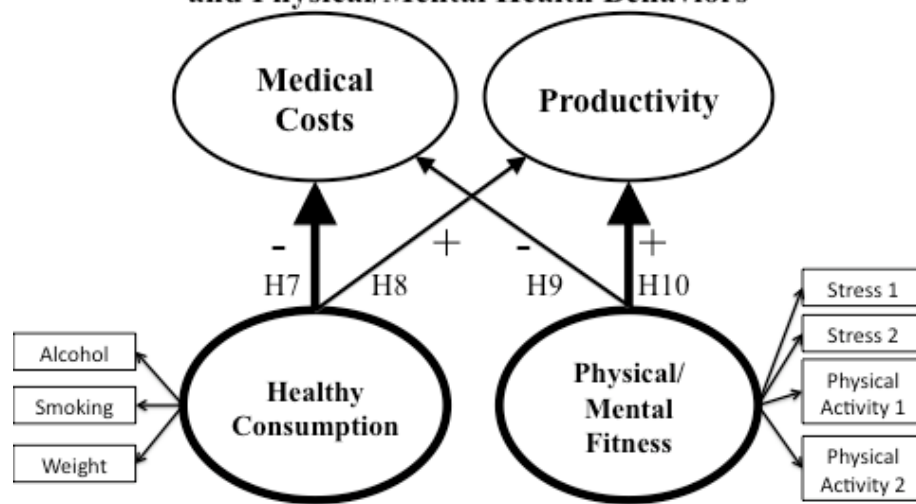 and Physical/Mental Health Behaviors
Medical
Costs
Productivity
-
+
-
+
H7
H8
H9
H10
Alcohol
Smoking
Weight
Healthy
Consumption
Physical/
Mental
Fitness
Stress 1
Stress 2
Physical
Activity 1
Physical
Activity 2